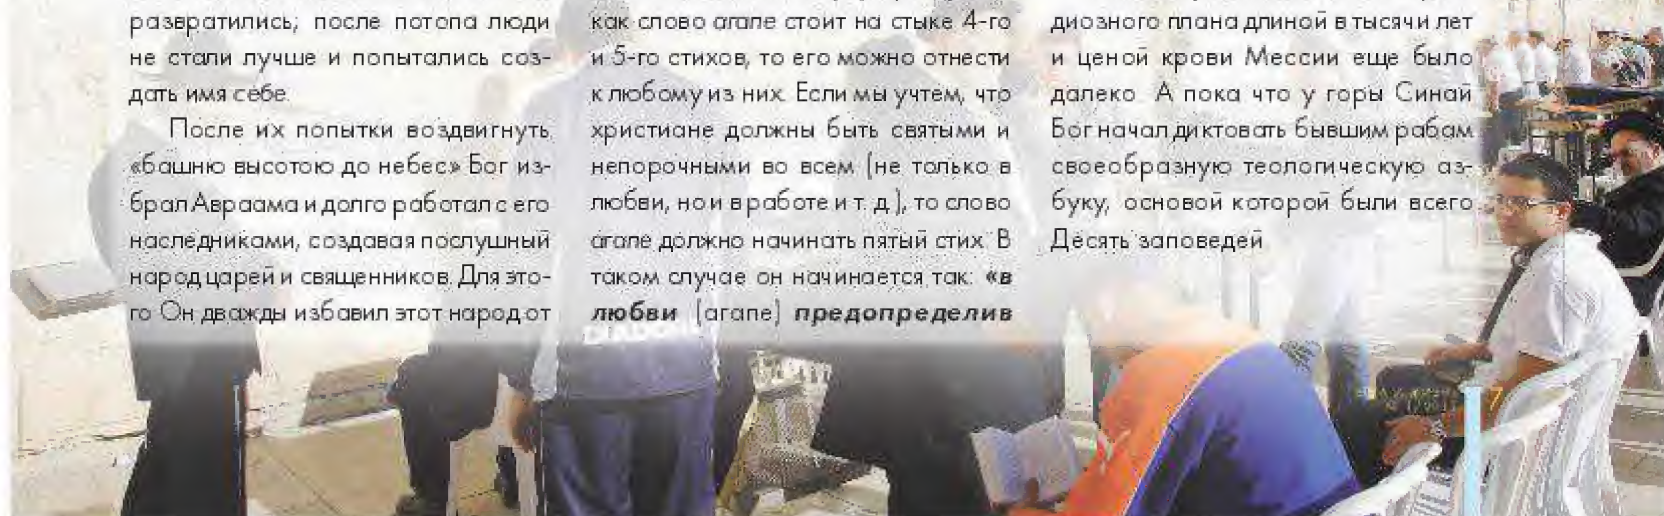 развратились; после потопа люди
не стали лучше и попытались соз-
дать имя себе.
После их попытки воздвигнуть
«башню высотою до небес» Бог из-
брал Авраама и долго работал с его
наследниками, создавая послушный
народ царей и священников. Для это-
го Он дважды избавил этот народ от
как слово агапе стоит на стыке 4-го
и 5-го стихов, то его можно отнести
к любому из них. Если мы учтём, что
христиане должны быть святыми и
непорочными во всем (не только в
любви, но и в работе и т. д.), то слово
агапе должно начинать пятый стих. В
таком случае он начинается так: «в
любви (агапе) предопределив
диозного плана длиной в тысячи лет
и ценой крови Мессии еще было
далеко. А пока что у горы Синай
Бог начал диктовать бывшим рабам
своеобразную теологическую аз-
буку, основой которой были всего
Десять заповедей
DIADORA
7